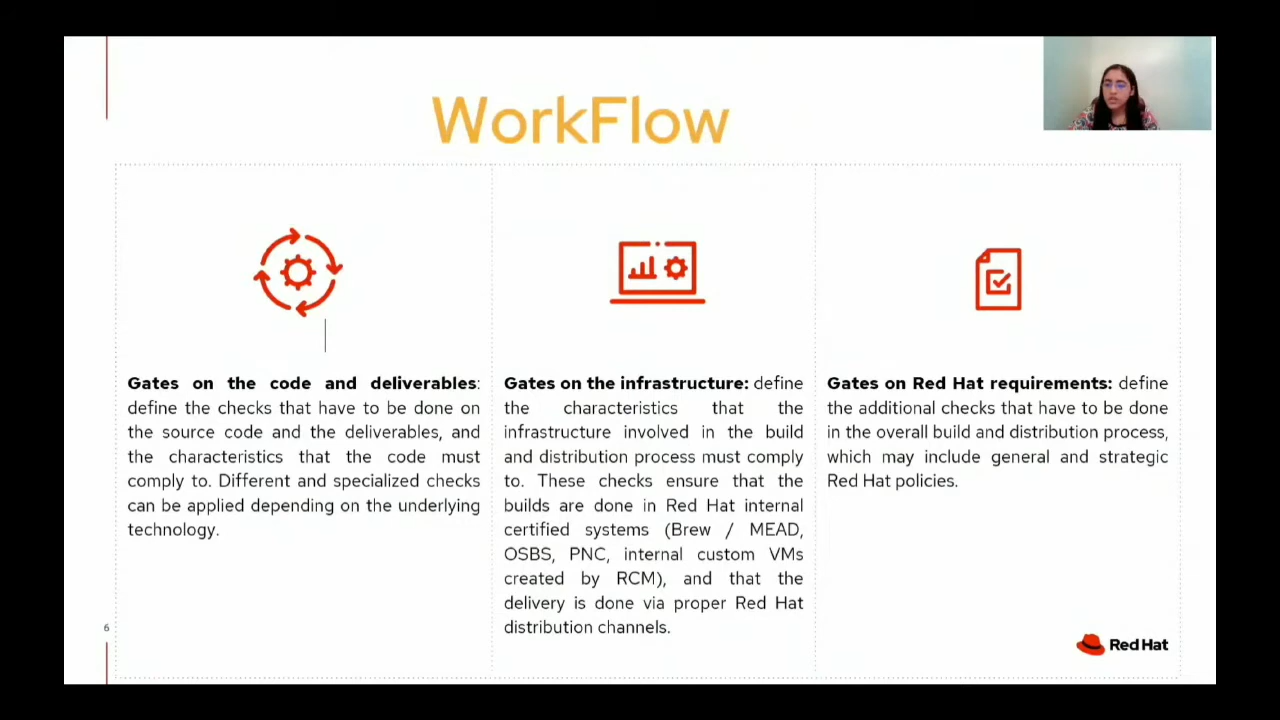 WorkFlow
Gates on the code and deliverables:
define the checks that have to be done on
the source code and the deliverables, and
the characteristics that the code must
comply to. Different and specialized checks
can be applied depending on the underlying
technology.
Gates on the infrastructure: define
the characteristics that the
infrastructure involved in the build
and distribution process must comply
to. These checks ensure that the
builds are done in Red Hat internal
certified systems (Brew / MEAD,
OSBS, PNC, internal custom VMs
created by RCM), and that the
delivery is done via proper Red Hat
distribution channels.
Gates on Red Hat requirements: define
the additional checks that have to be done
in the overall build and distribution process,
which may include general and strategic
Red Hat policies.
6
Red Hat